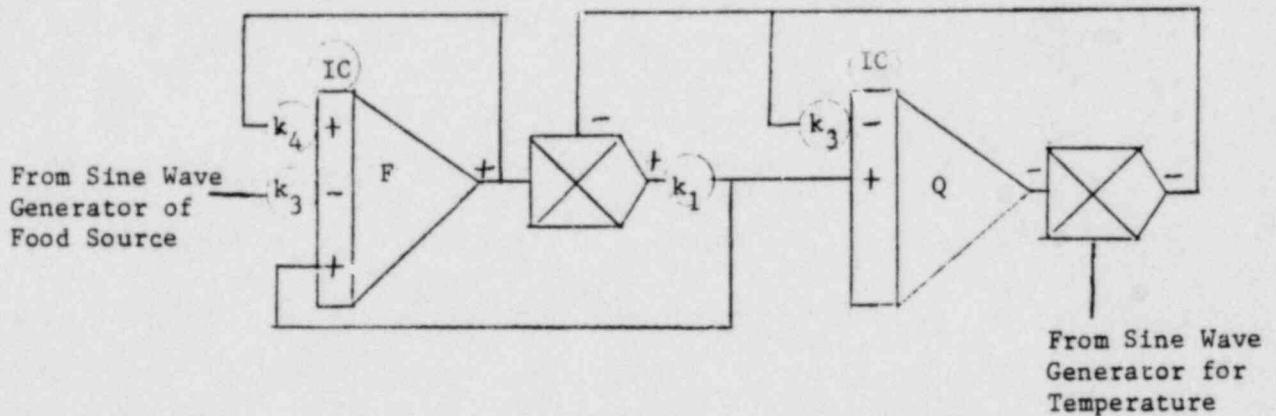 IC
IC
k4
+
F
+
−
+
k1
k3
−
+
Q
−
−
From Sine Wave
Generator of
Food Source
k3
−
+
From Sine Wave
Generator for
Temperature